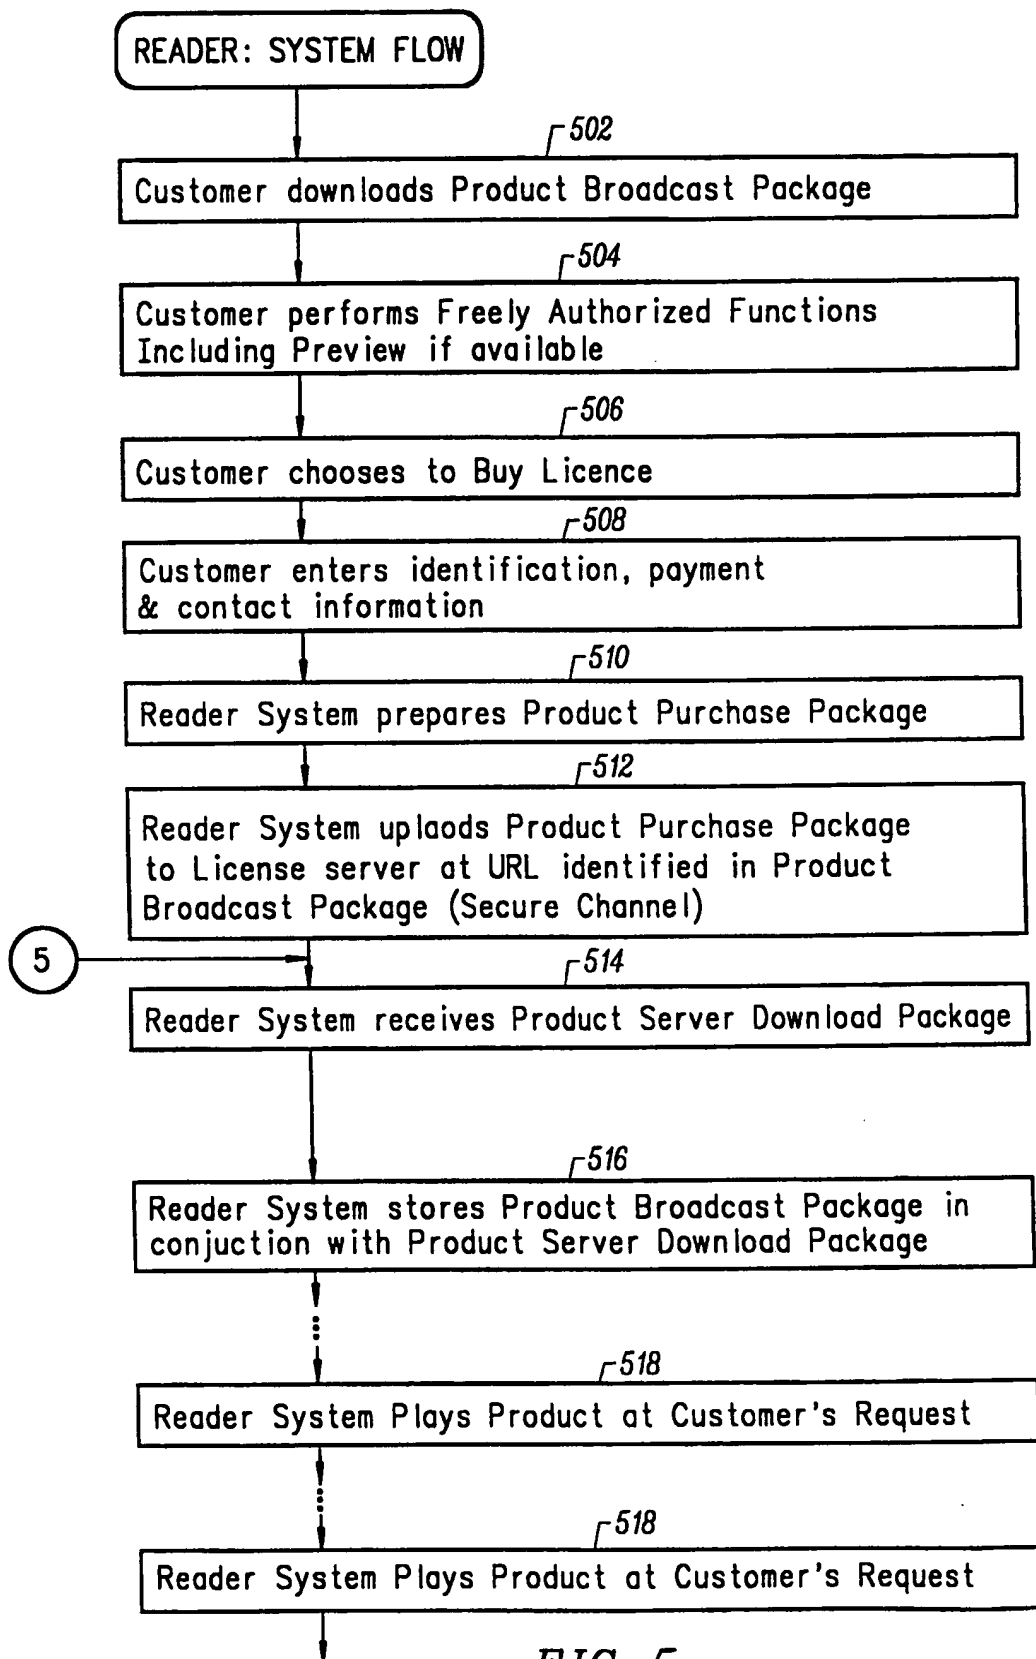 READER: SYSTEM FLOW
502
Customer downloads Product Broadcast Package
504
Customer performs Freely Authorized Functions
Including Preview if available
506
Customer chooses to Buy Licence
508
Customer enters identification, payment
& contact information
510
Reader System prepares Product Purchase Package
512
Reader System uplaods Product Purchase Package
to License server at URL identified in Product
Broadcast Package (Secure Channel)
5
514
Reader System receives Product Server Download Package
516
Reader System stores Product Broadcast Package in
conjuction with Product Server Download Package
518
Reader System Plays Product at Customer's Request
518
Reader System Plays Product at Customer's Request
FIG. 5